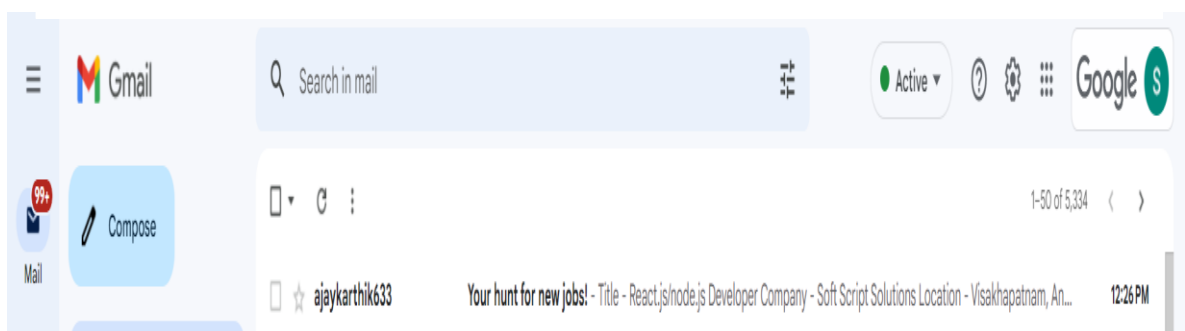 Gmail
Search in mail
Active
Google S
99+
Compose
1–50 of 5,334
Mail
ajaykarthik633 Your hunt for new jobs! - Title - React.js/node.js Developer Company - Soft Script Solutions Location - Visakhapatnam, An... 12:26 PM